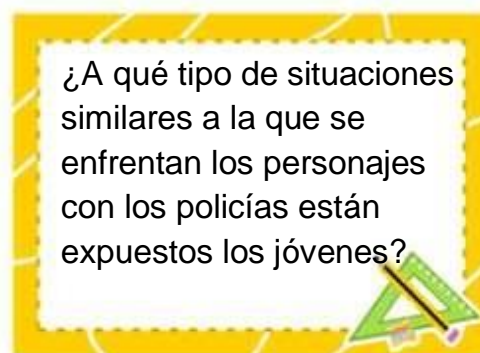 ¿A qué tipo de situaciones
similares a la que se
enfrentan los personajes
con los policías están
expuestos los jóvenes?